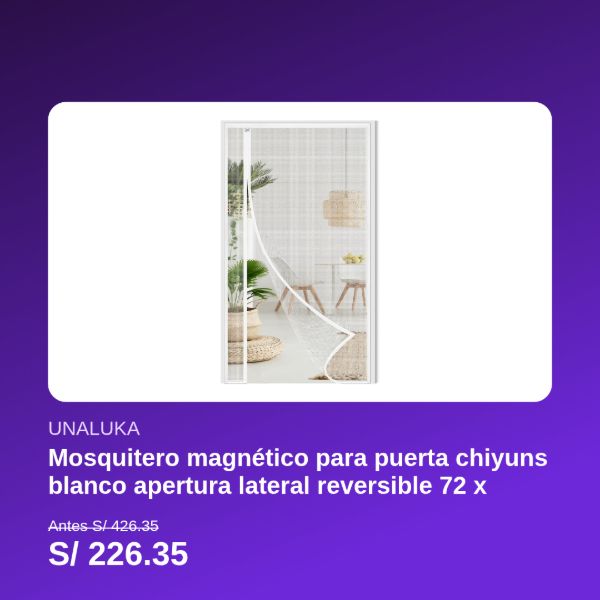 UNALUKA
Mosquitero magnético para puerta chiyuns
blanco apertura lateral reversible 72 x
Antes S/ 426.35
S/ 226.35